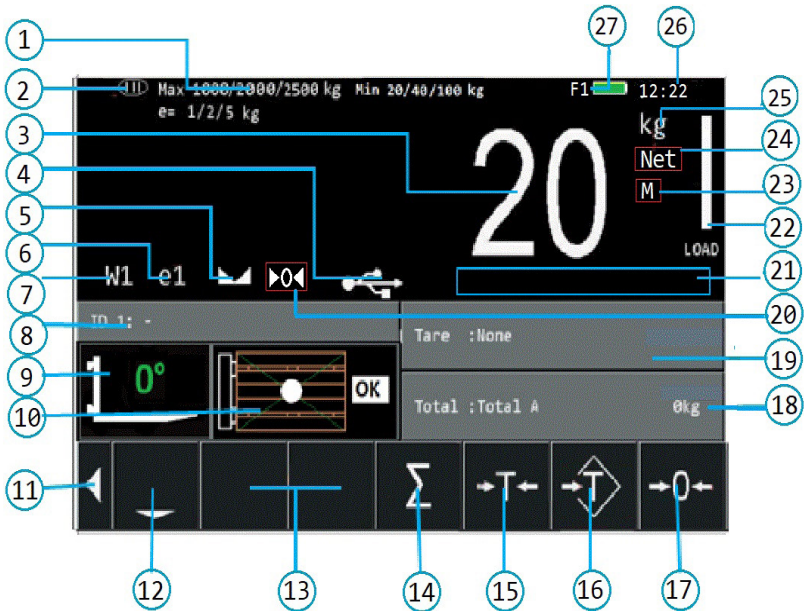 1
27
26
2
III Max 1000/2000/2500 kg Min 20/40/100 kg
F1 12:22
e= 1/2/5 kg
25
kg
3
20
24
Net
4
M
23
5
22
LOAD
6
W1 e1
0
21
7
20
ID 1: -
8
Tare :None
19
9
0°
OK
10
Total :Total A 0kg
18
11
Σ
→T←
→T
→0←
12
13
14
15
16
17